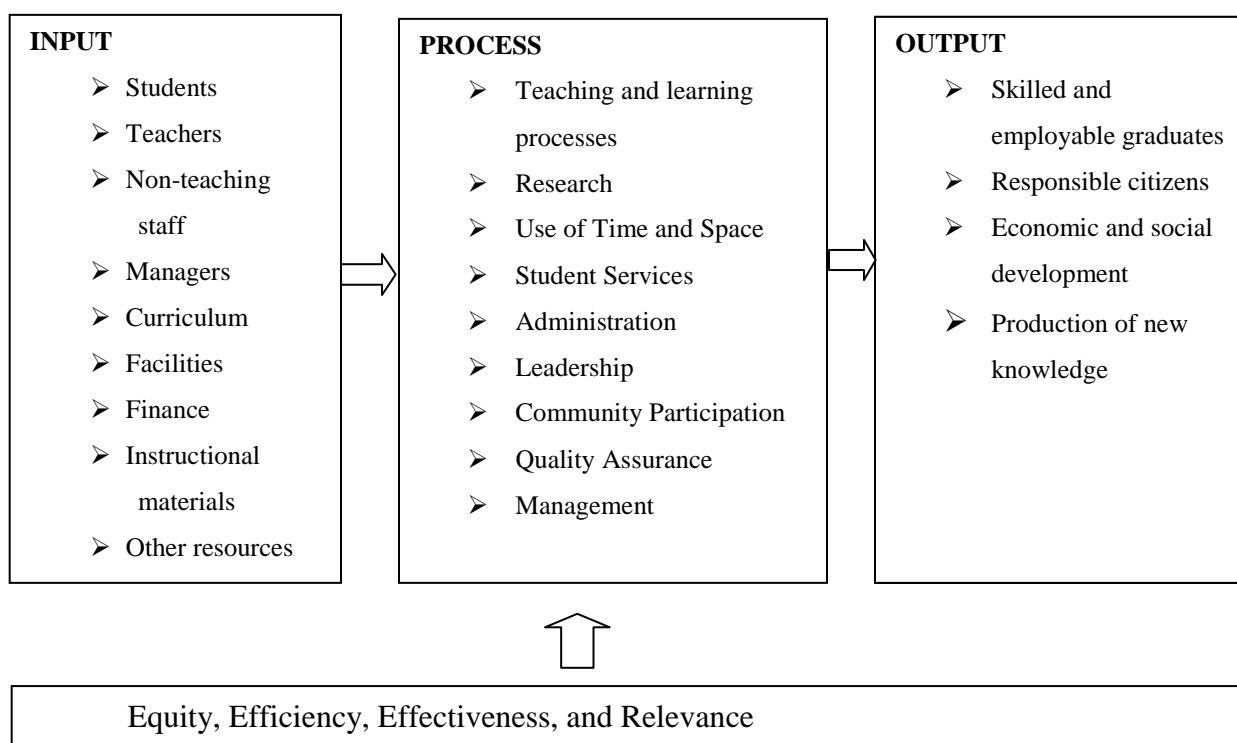 INPUT
➢ Students
➢ Teachers
➢ Non-teaching
staff
➢ Managers
➢ Curriculum
➢ Facilities
➢ Finance
➢ Instructional
materials
➢ Other resources
PROCESS
➢ Teaching and learning
processes
➢ Research
➢ Use of Time and Space
➢ Student Services
➢ Administration
➢ Leadership
➢ Community Participation
➢ Quality Assurance
➢ Management
OUTPUT
➢ Skilled and
employable graduates
➢ Responsible citizens
➢ Economic and social
development
➢ Production of new
knowledge
Equity, Efficiency, Effectiveness, and Relevance